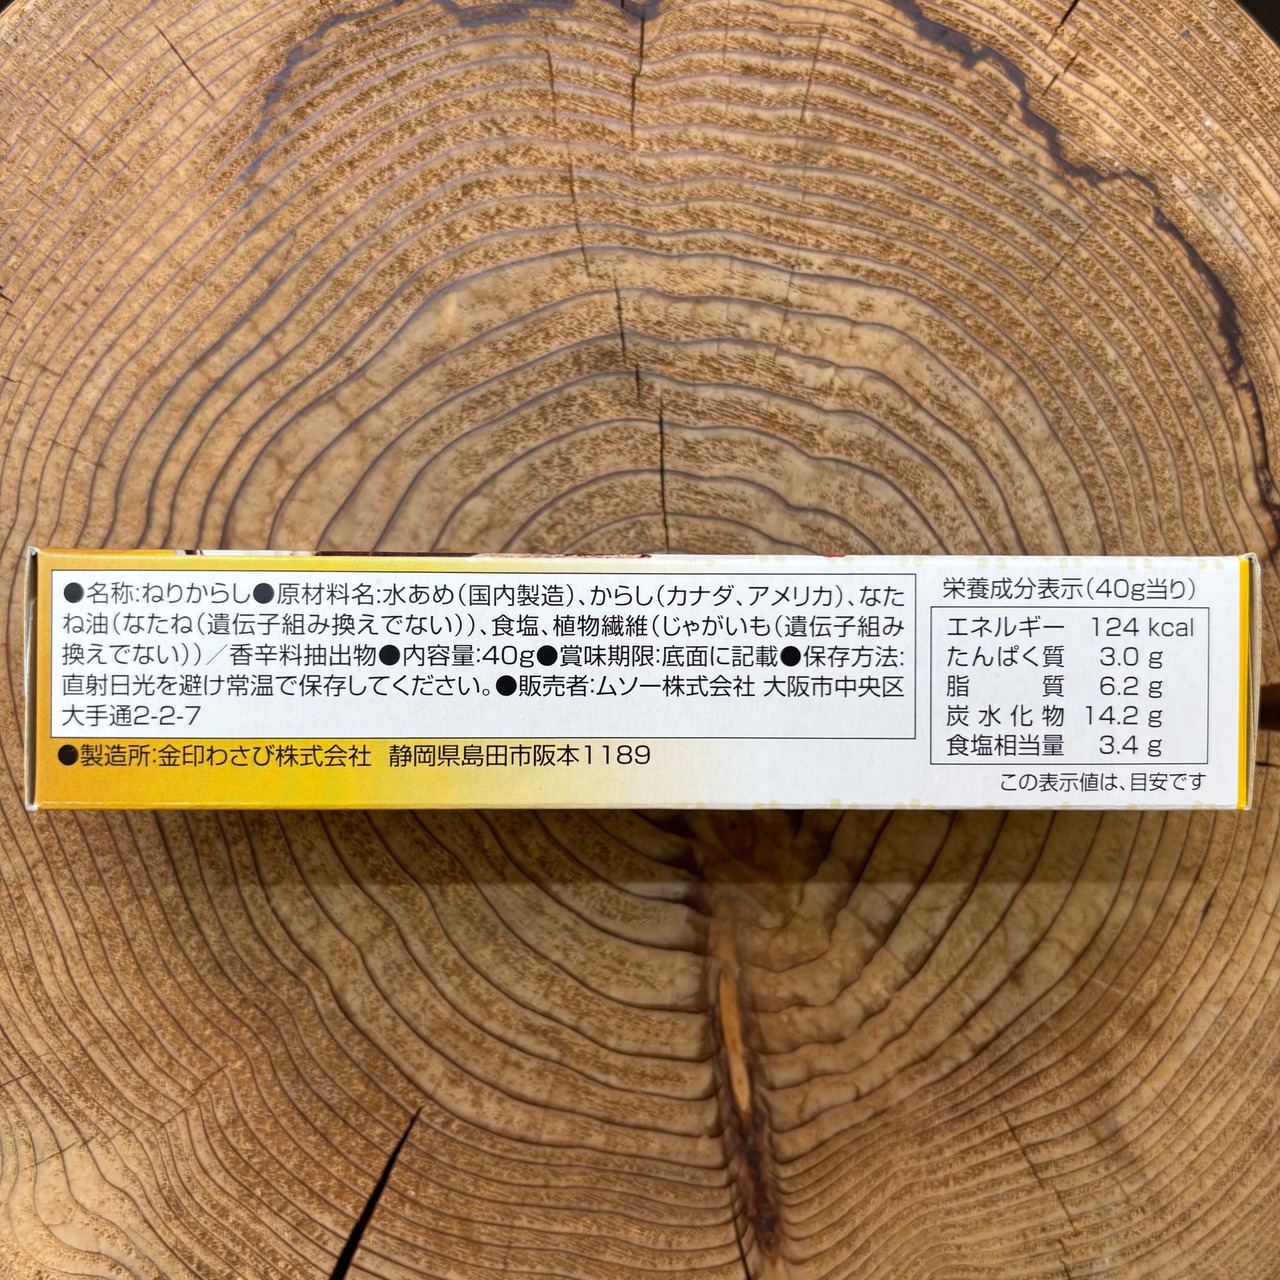 ●名称:ねりからし●原材料名:水あめ(国内製造)、からし(カナダ、アメリカ)、なた
ね油(なたね(遺伝子組み換えでない))、食塩、植物繊維(じゃがいも(遺伝子組み
換えでない))／香辛料抽出物●内容量:40g●賞味期限:底面に記載●保存方法:
直射日光を避け常温で保存してください。●販売者:ムソー株式会社 大阪市中央区
大手通2-2-7
●製造所:金印わさび株式会社 静岡県島田市阪本1189
栄養成分表示(40g当り)
エネルギー 124 kcal
たんぱく質 3.0 g
脂質 6.2 g
炭水化物 14.2 g
食塩相当量 3.4 g
この表示値は、目安です